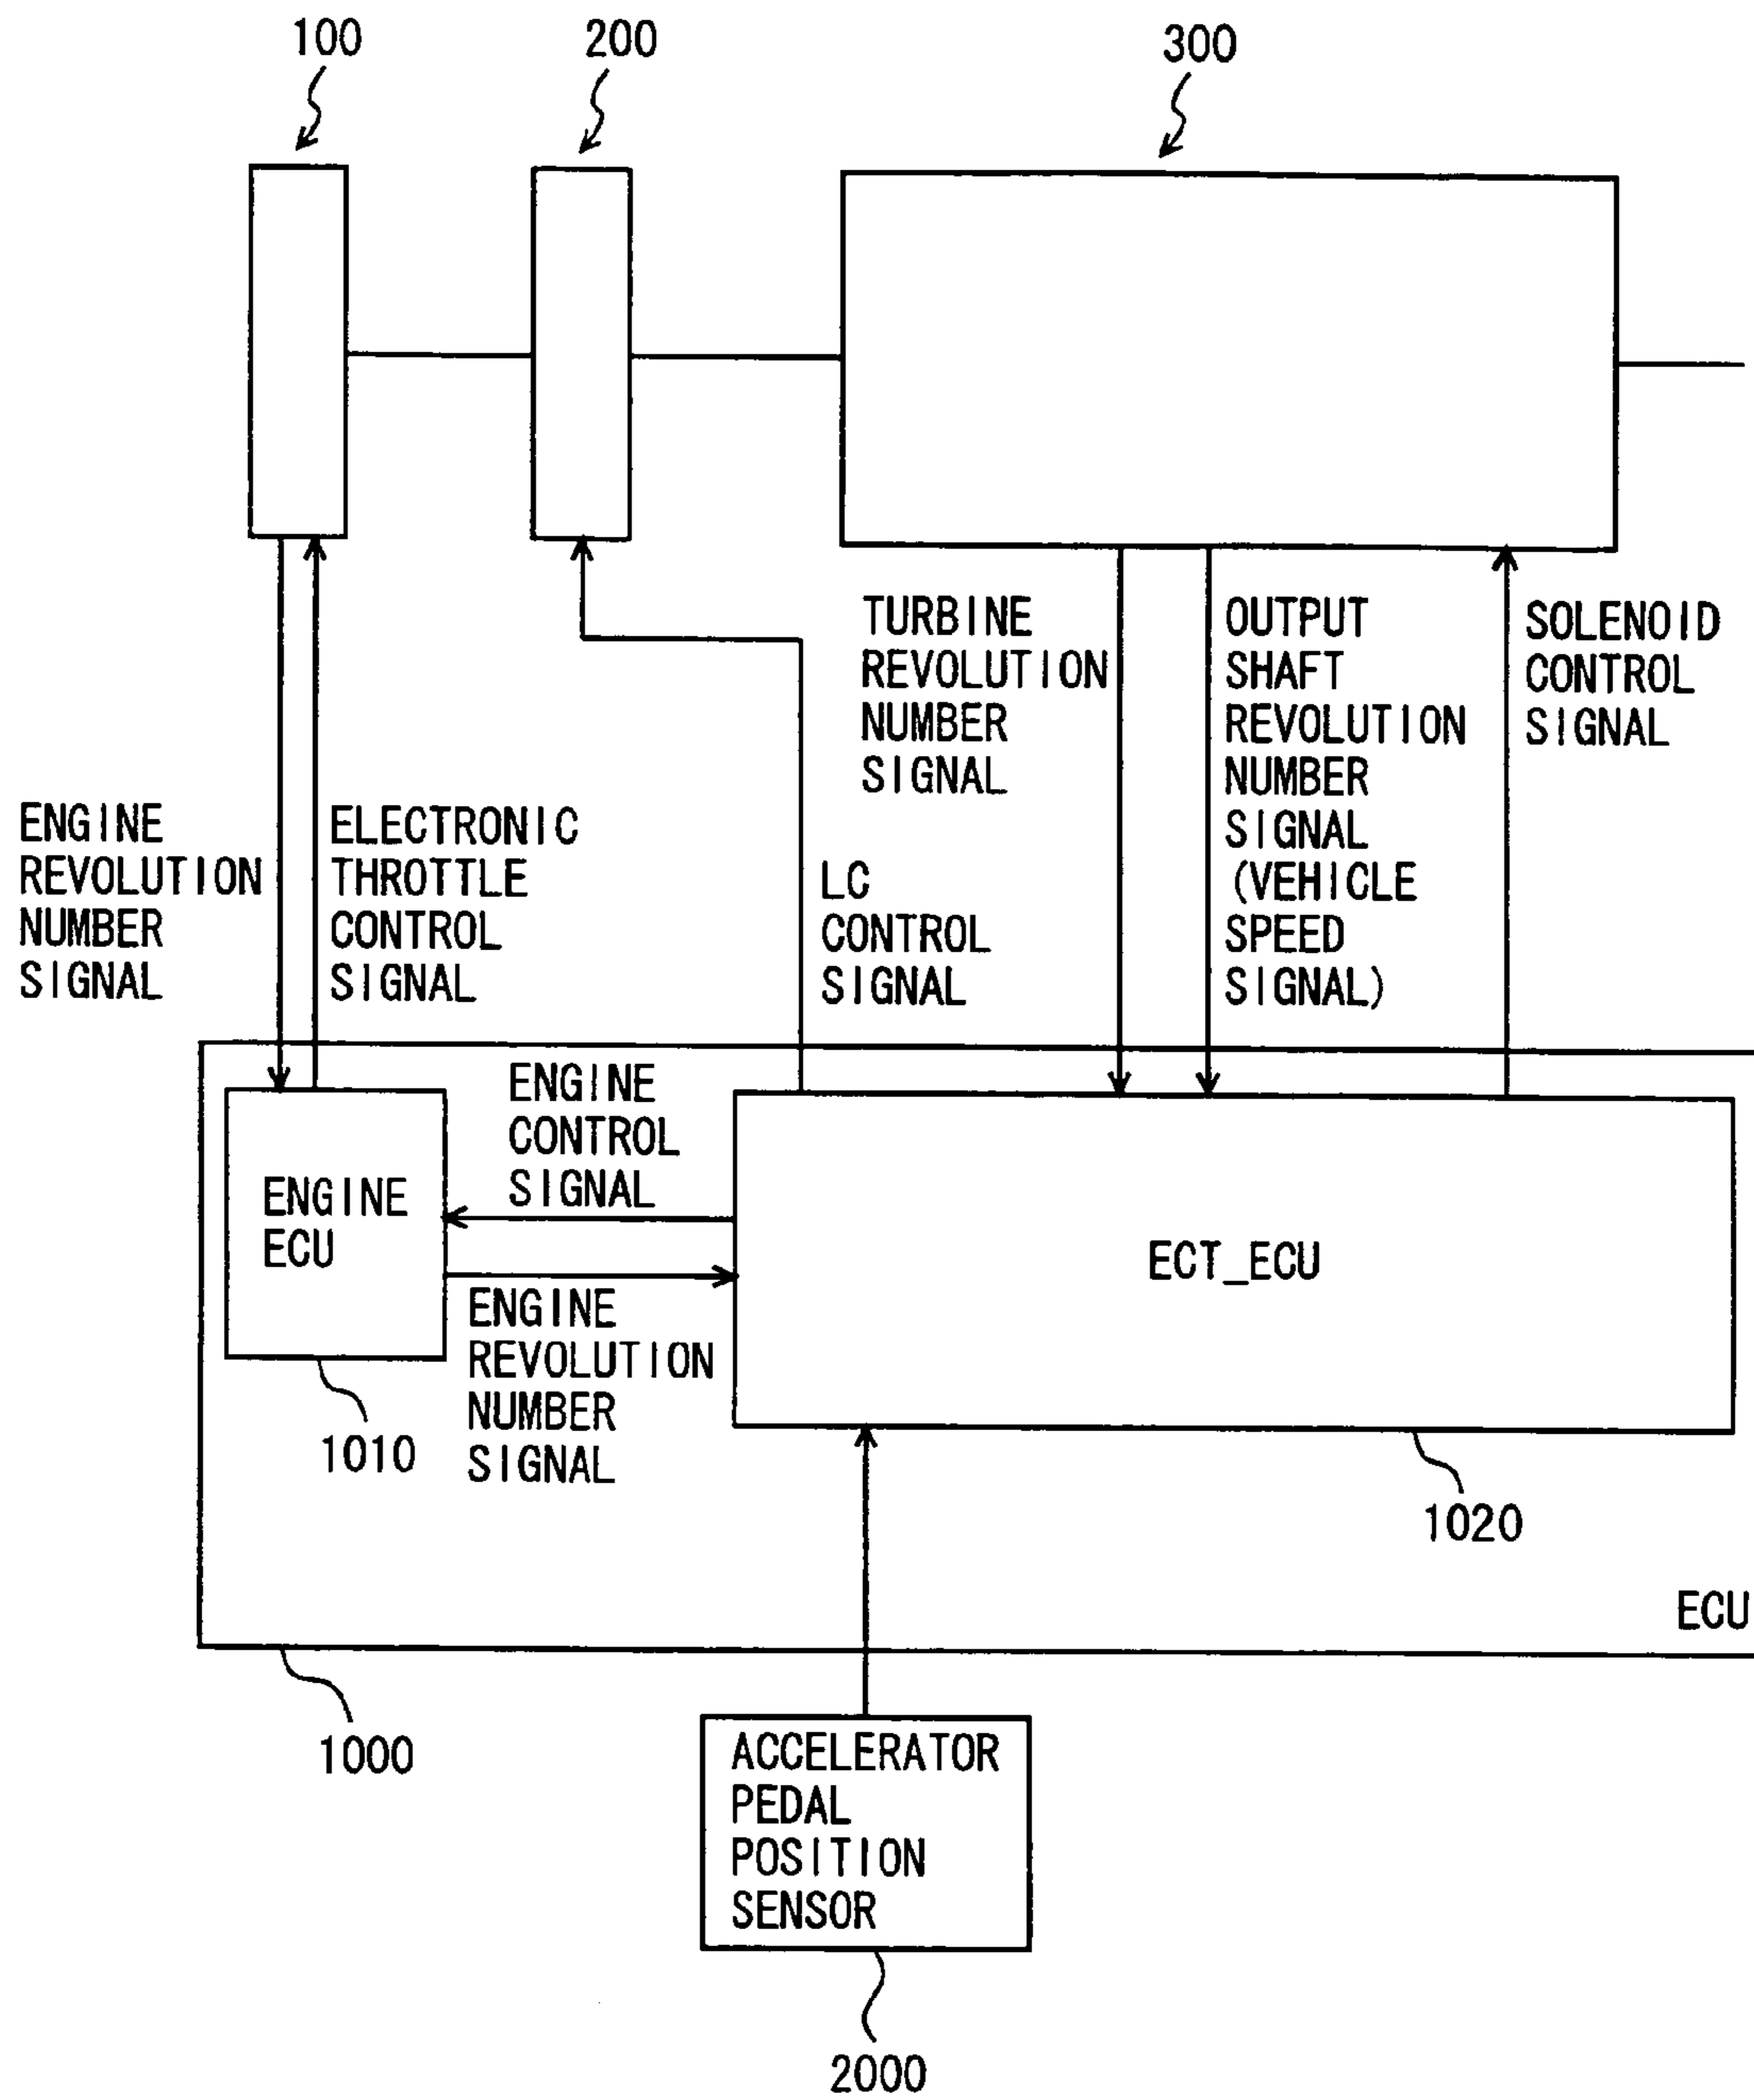 100
200
300
TURBINE
REVOLUTION
NUMBER
SIGNAL
OUTPUT
SHAFT
REVOLUTION
NUMBER
SIGNAL
(VEHICLE
SPEED
SIGNAL)
SOLENOID
CONTROL
SIGNAL
ENGINE
REVOLUTION
NUMBER
SIGNAL
ELECTRONIC
THROTTLE
CONTROL
SIGNAL
LC
CONTROL
SIGNAL
ENGINE
CONTROL
SIGNAL
ENGINE
ECU
ECT_ECU
ENGINE
REVOLUTION
NUMBER
SIGNAL
1010
1020
ECU
1000
ACCELERATOR
PEDAL
POSITION
SENSOR
2000